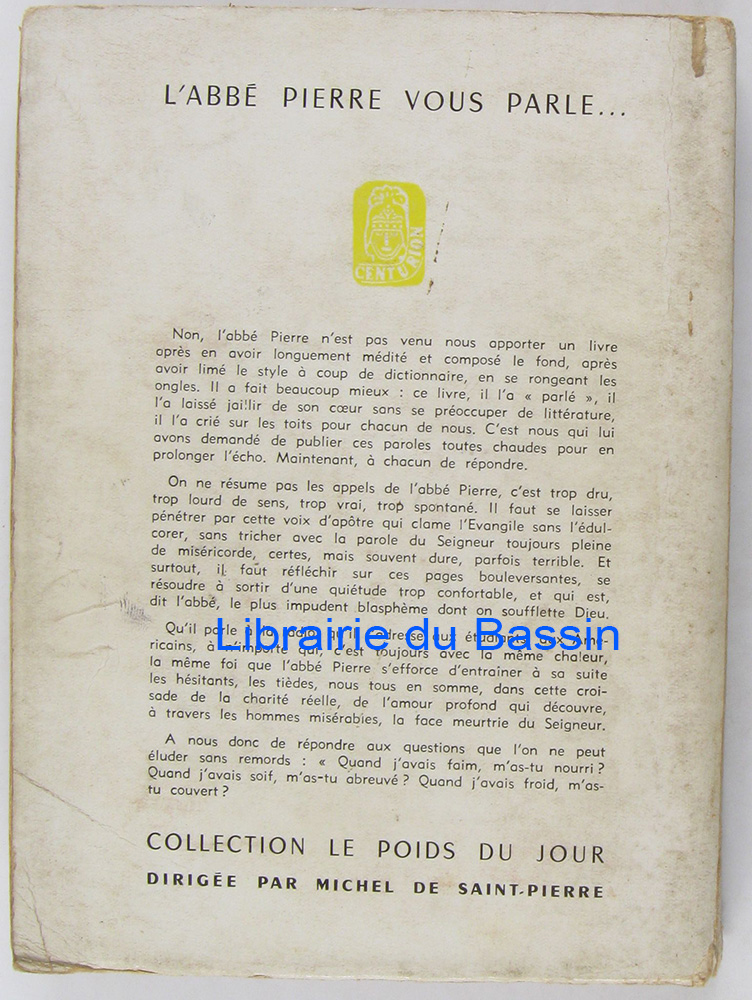 L'ABBÉ PIERRE VOUS PARLE...
CENTURION
Non, l'abbé Pierre n'est pas venu nous apporter un livre
après en avoir longuement médité et composé le fond, après
avoir limé le style à coup de dictionnaire, en se rongeant les
ongles. Il a fait beaucoup mieux : ce livre, il l'a « parlé », il
l'a laissé jaillir de son cœur sans se préoccuper de littérature,
il l'a crié sur les toits pour chacun de nous. C'est nous qui lui
avons demandé de publier ces paroles toutes chaudes pour en
prolonger l'écho. Maintenant, à chacun de répondre.
On ne résume pas les appels de l'abbé Pierre, c'est trop dru,
trop lourd de sens, trop vrai, trop spontané. Il faut se laisser
pénétrer par cette voix d'apôtre qui clame l'Evangile sans l'édul-
corer, sans tricher avec la parole du Seigneur toujours pleine
de miséricorde, certes, mais souvent dure, parfois terrible. Et
surtout, il faut réfléchir sur ces pages bouleversantes, se
résoudre à sortir d'une quiétude trop confortable, et qui est,
dit l'abbé, le plus impudent blasphème dont on soufflette Dieu.
Qu'il parle à la radio, qu'il s'adresse aux étudiants, aux Amé-
ricains, à n'importe qui, c'est toujours avec la même chaleur,
la même foi que l'abbé Pierre s'efforce d'entrainer à sa suite
les hésitants, les tièdes, nous tous en somme, dans cette croi-
sade de la charité réelle, de l'amour profond qui découvre,
à travers les hommes misérables, la face meurtrie du Seigneur.
A nous donc de répondre aux questions que l'on ne peut
éluder sans remords : « Quand j'avais faim, m'as-tu nourri ?
Quand j'avais soif, m'as-tu abreuvé ? Quand j'avais froid, m'as-
tu couvert ?
COLLECTION LE POIDS DU JOUR
DIRIGÉE PAR MICHEL DE SAINT-PIERRE
Librairie du Bassin